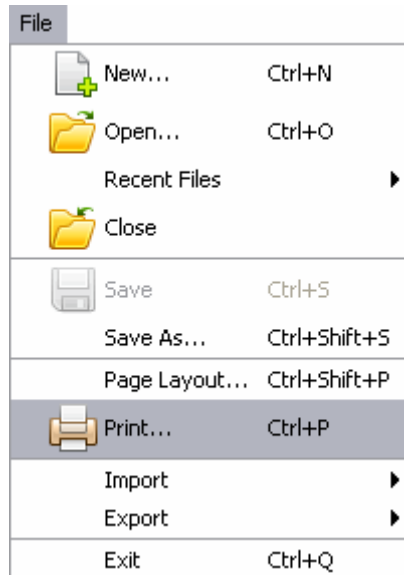 File
New... Ctrl+N
Open... Ctrl+O
Recent Files
Close
Save Ctrl+S
Save As... Ctrl+Shift+S
Page Layout... Ctrl+Shift+P
Print... Ctrl+P
Import
Export
Exit Ctrl+Q